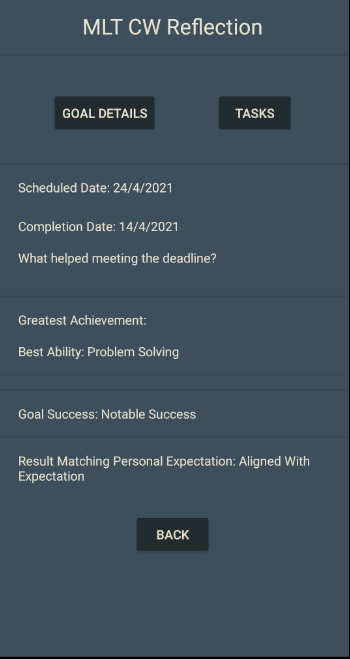 MLT CW Reflection
GOAL DETAILS
TASKS
Scheduled Date: 24/4/2021
Completion Date: 14/4/2021
What helped meeting the deadline?
Greatest Achievement:
Best Ability: Problem Solving
Goal Success: Notable Success
Result Matching Personal Expectation: Aligned With
Expectation
BACK